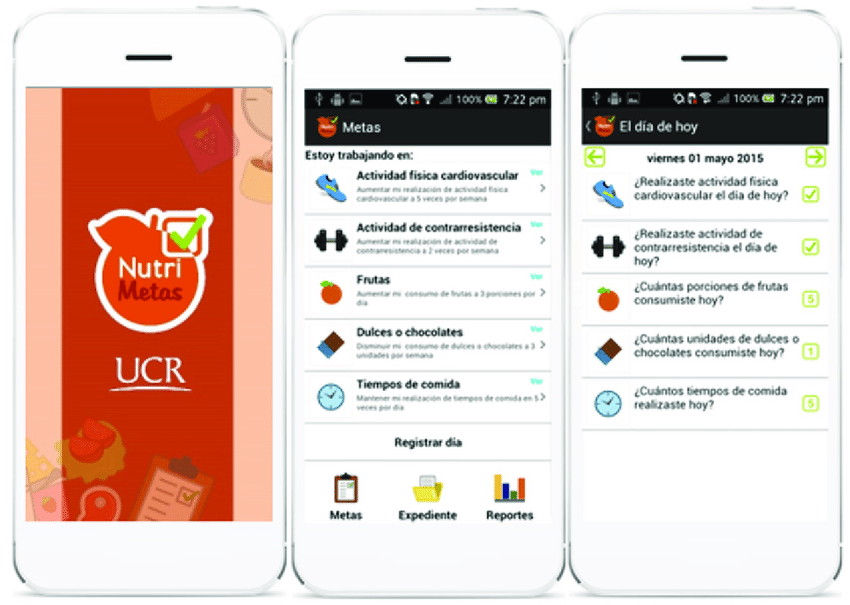 Nutri
Metas
UCR
100% 7:22 pm
Metas
Estoy trabajando en:
Actividad física cardiovascular
Ver
Aumentar mi realización de actividad física
cardiovascular a 5 veces por semana
Actividad de contrarresistencia
Ver
Aumentar mi realización de actividad de
contrarresistencia a 2 veces por semana
Frutas
Ver
Aumentar mi consumo de frutas a 3 porciones por
día
Dulces o chocolates
Ver
Disminuir mi consumo de dulces o chocolates a 3
unidades por semana
Tiempos de comida
Ver
Mantener mi realización de tiempos de comida en 5
veces por día
Registrar día
Metas
Expediente
Reportes
100% 7:22 pm
El día de hoy
viernes 01 mayo 2015
¿Realizaste actividad física
cardiovascular el día de hoy?
¿Realizaste actividad de
contrarresistencia el día de
hoy?
¿Cuántas porciones de frutas
consumiste hoy?
5
¿Cuántas unidades de dulces o
chocolates consumiste hoy?
1
¿Cuántos tiempos de comida
realizaste hoy?
5